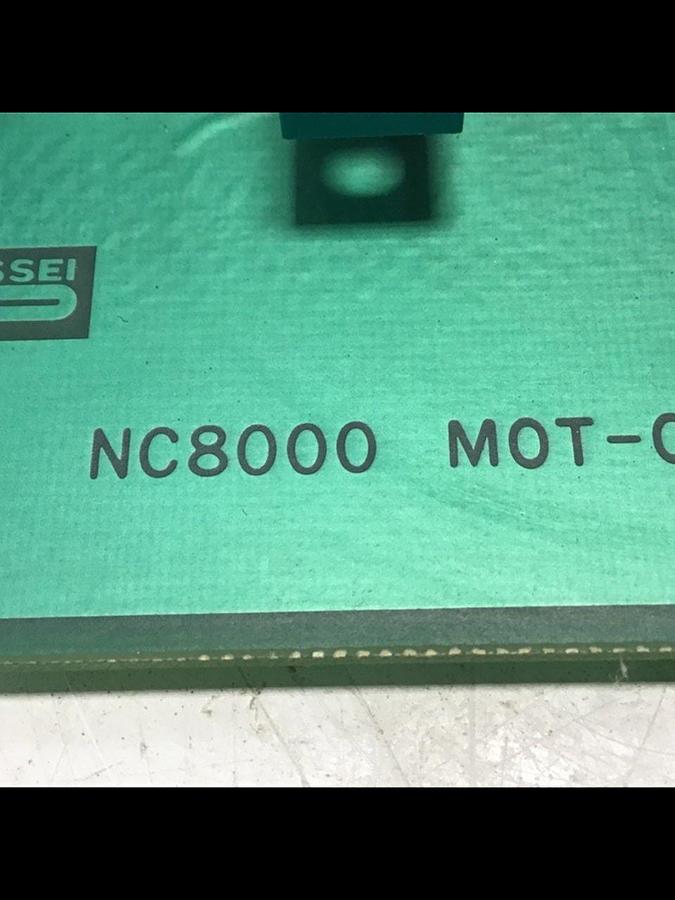 SSEI
NC8000 MOT-